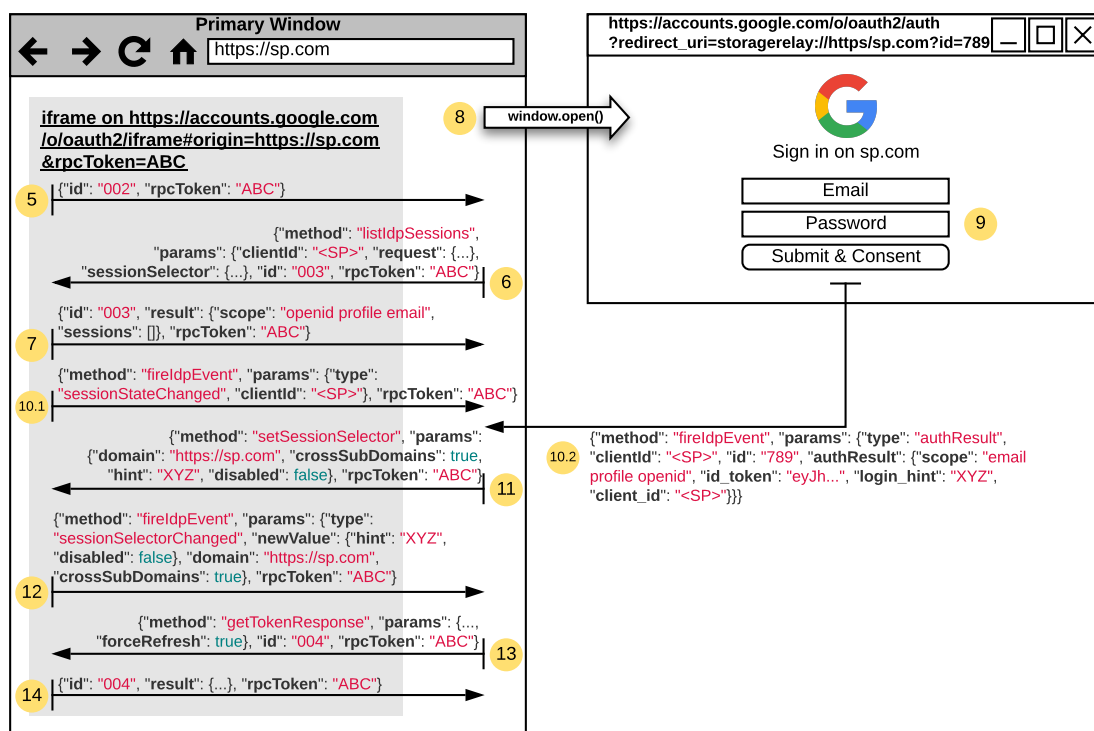 Primary Window
https://sp.com
https://accounts.google.com/o/oauth2/auth
?redirect_uri=storagerelay://https/sp.com?id=789
iframe on https://accounts.google.com
/o/oauth2/iframe#origin=https://sp.com
&rpcToken=ABC
8
window.open()
Sign in on sp.com
Email
Password
9
Submit & Consent
5
{"id": "002", "rpcToken": "ABC"}
{"method": "listIdpSessions",
"params": {"clientId": "<SP>", "request": {...},
"sessionSelector": {...}, "id": "003", "rpcToken": "ABC"}
6
{"id": "003", "result": {"scope": "openid profile email",
"sessions": []}, "rpcToken": "ABC"}
7
{"method": "fireIdpEvent", "params": {"type":
"sessionStateChanged", "clientId": "<SP>"}, "rpcToken": "ABC"}
10.1
{"method": "setSessionSelector", "params":
{"domain": "https://sp.com", "crossSubDomains": true,
"hint": "XYZ", "disabled": false}, "rpcToken": "ABC"}
11
10.2
{"method": "fireIdpEvent", "params": {"type": "authResult",
"clientId": "<SP>", "id": "789", "authResult": {"scope": "email
profile openid", "id_token": "eyJh...", "login_hint": "XYZ",
"client_id": "<SP>"}}}
{"method": "fireIdpEvent", "params": {"type":
"sessionSelectorChanged", "newValue": {"hint": "XYZ",
"disabled": false}, "domain": "https://sp.com",
"crossSubDomains": true}, "rpcToken": "ABC"}
12
{"method": "getTokenResponse", "params": {...,
"forceRefresh": true}, "id": "004", "rpcToken": "ABC"}
13
14
{"id": "004", "result": {...}, "rpcToken": "ABC"}